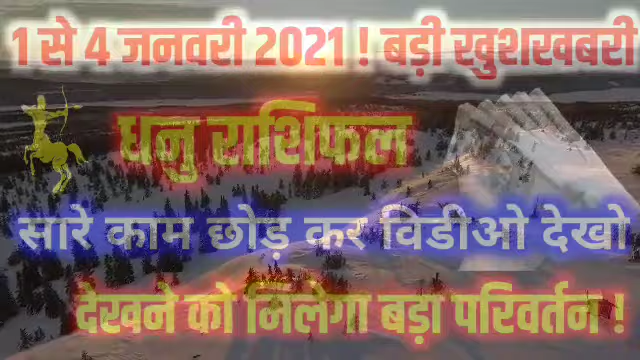 1 से 4 जनवरी 2021 ! बड़ी खुशखबरी
धनु राशिफल
सारे काम छोड़ कर विडीओ देखो
देखने को मिलेगा बड़ा परिवर्तन !